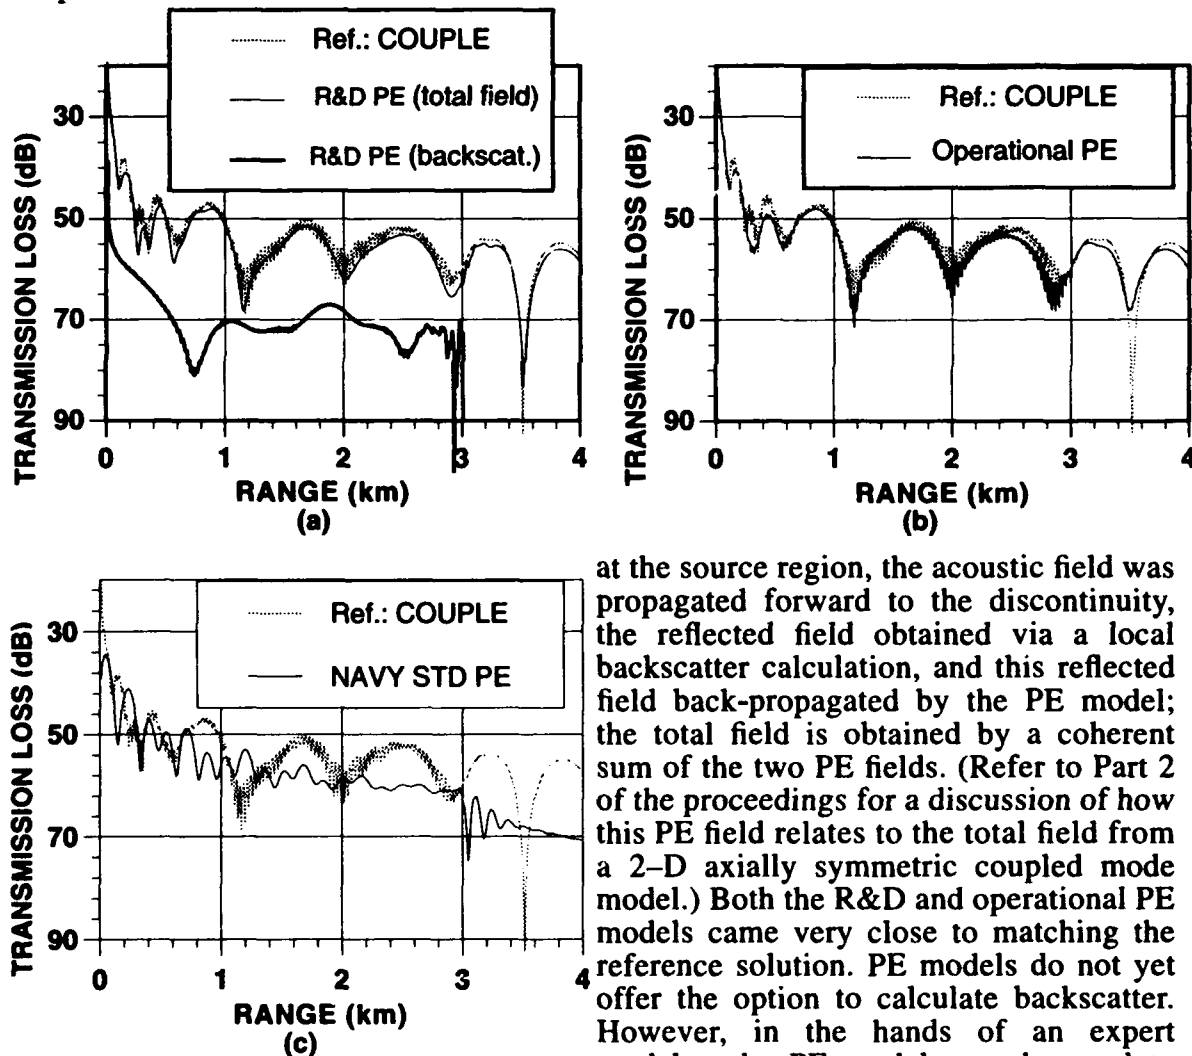 Ref.: COUPLE
R&D PE (total field)
R&D PE (backscat.)
TRANSMISSION LOSS (dB)
30
50
70
90
0 1 2 3 4
RANGE (km)
(a)
Ref.: COUPLE
Operational PE
TRANSMISSION LOSS (dB)
30
50
70
90
0 1 2 3 4
RANGE (km)
(b)
Ref.: COUPLE
NAVY STD PE
TRANSMISSION LOSS (dB)
30
50
70
90
0 1 2 3 4
RANGE (km)
(c)
at the source region, the acoustic field was
propagated forward to the discontinuity,
the reflected field obtained via a local
backscatter calculation, and this reflected
field back-propagated by the PE model;
the total field is obtained by a coherent
sum of the two PE fields. (Refer to Part 2
of the proceedings for a discussion of how
this PE field relates to the total field from
a 2–D axially symmetric coupled mode
model.) Both the R&D and operational PE
models came very close to matching the
reference solution. PE models do not yet
offer the option to calculate backscatter.
However, in the hands of an expert